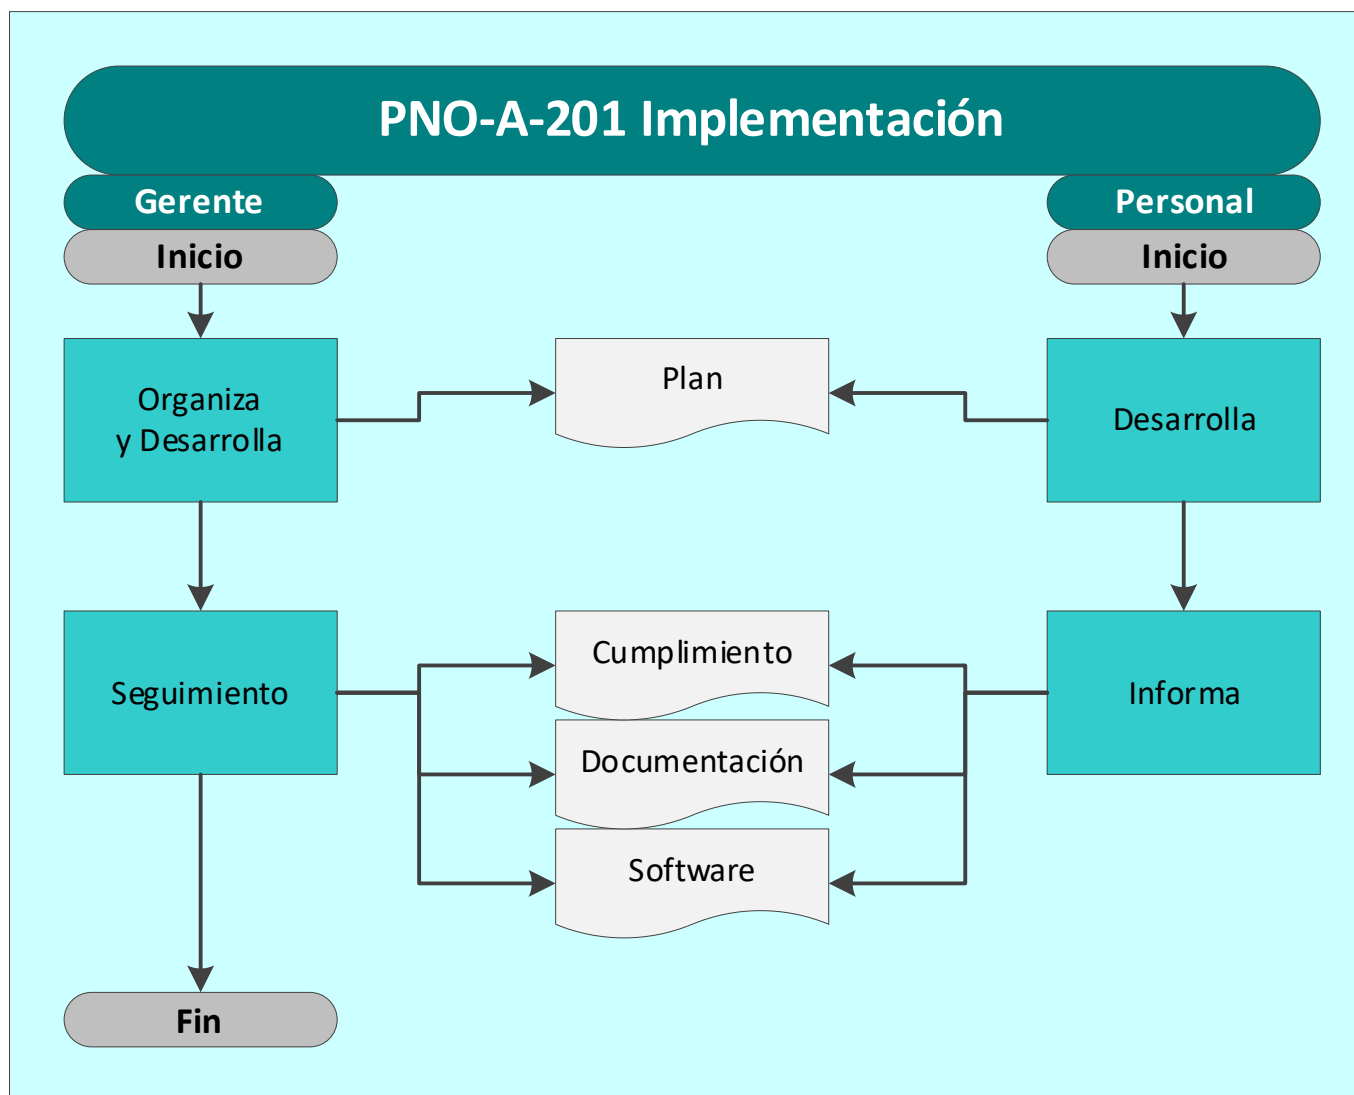 PNO-A-201 Implementación
Gerente
Personal
Inicio
Inicio
Organiza
y Desarrolla
Plan
Desarrolla
Seguimiento
Cumplimiento
Informa
Documentación
Software
Fin